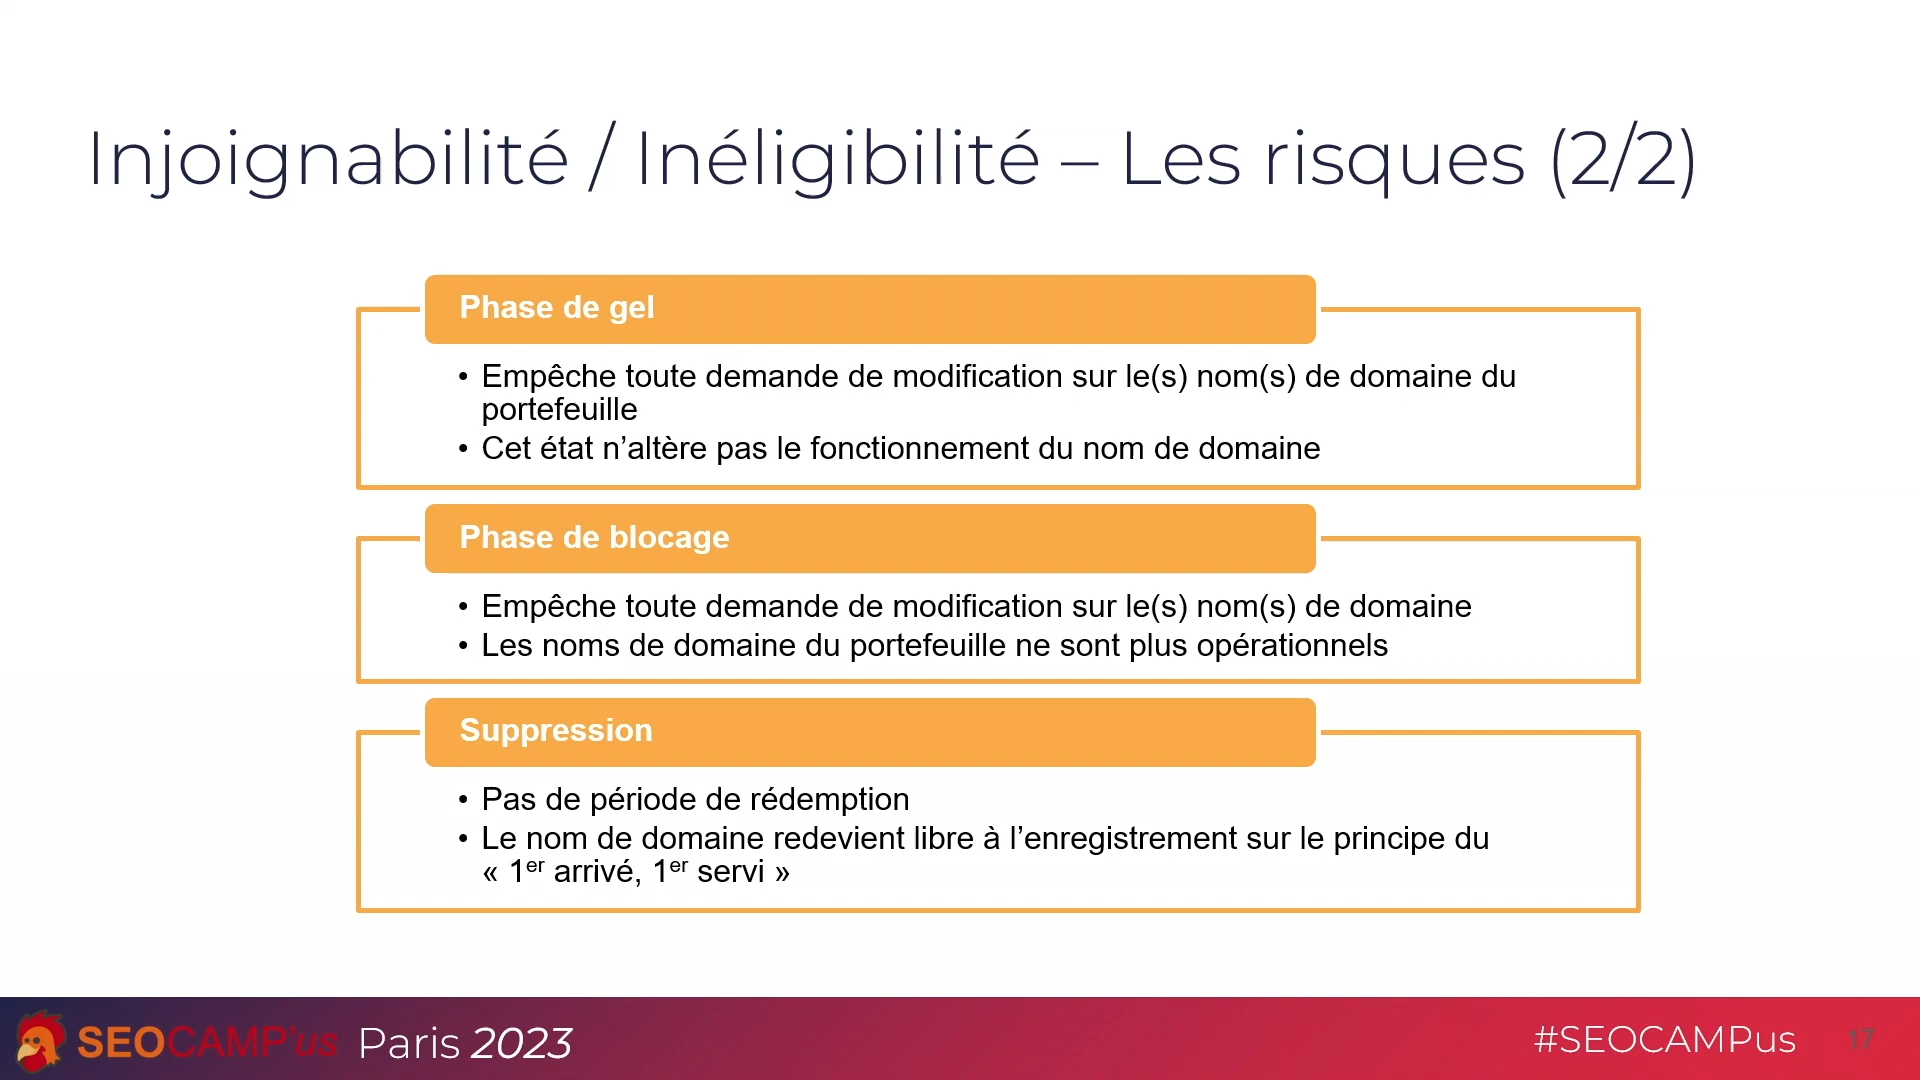 Injoignabilité / Inéligibilité – Les risques (2/2)
Phase de gel
• Empêche toute demande de modification sur le(s) nom(s) de domaine du
portefeuille
• Cet état n’altère pas le fonctionnement du nom de domaine
Phase de blocage
• Empêche toute demande de modification sur le(s) nom(s) de domaine
• Les noms de domaine du portefeuille ne sont plus opérationnels
Suppression
• Pas de période de rédemption
• Le nom de domaine redevient libre à l’enregistrement sur le principe du
« 1er arrivé, 1er servi »
SEOCAMP'us Paris 2023
#SEOCAMPus
17